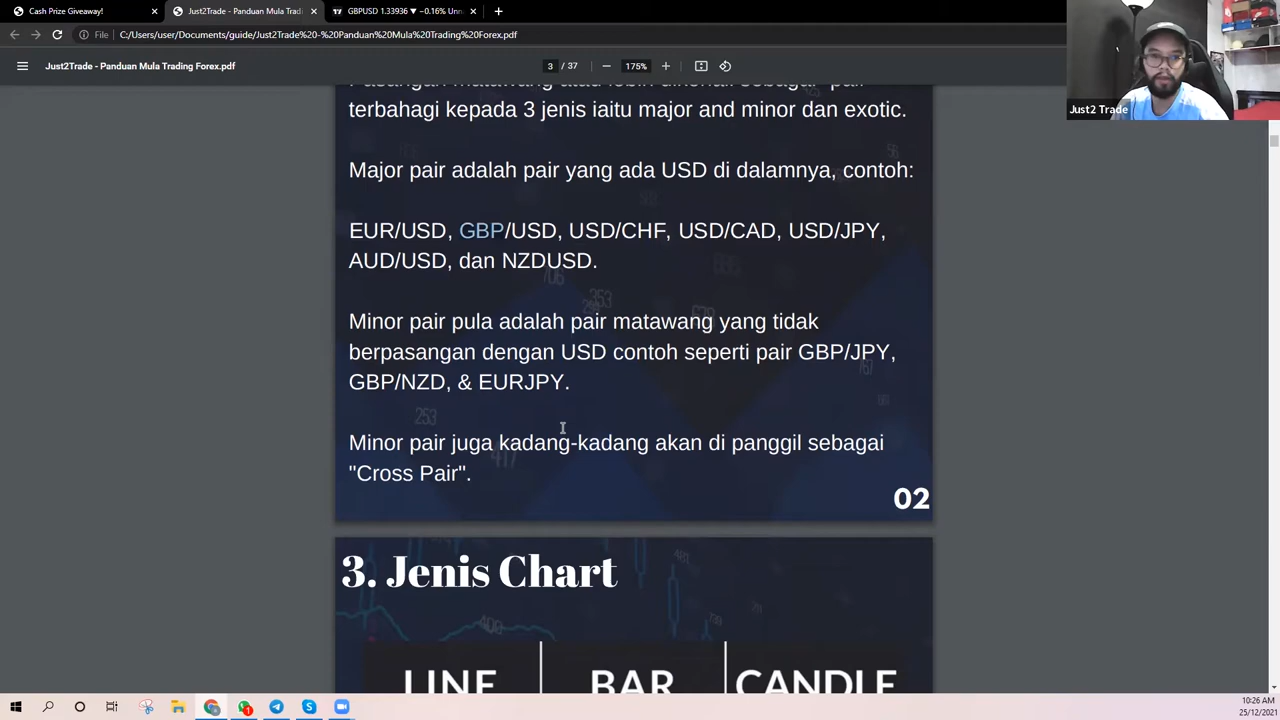 Cash Prize Giveaway!
Just2Trade - Panduan Mula Tradi
GBPUSD 1.33936 ▼ −0.16% Unn
File
C:/Users/user/Documents/guide/Just2Trade%20-%20Panduan%20Mula%20Trading%20Forex.pdf
Just2Trade - Panduan Mula Trading Forex.pdf
3 / 37
175%
Just2 Trade
terbahagi kepada 3 jenis iaitu major and minor dan exotic.
Major pair adalah pair yang ada USD di dalamnya, contoh:
EUR/USD, GBP/USD, USD/CHF, USD/CAD, USD/JPY,
AUD/USD, dan NZDUSD.
Minor pair pula adalah pair matawang yang tidak
berpasangan dengan USD contoh seperti pair GBP/JPY,
GBP/NZD, & EURJPY.
Minor pair juga kadang-kadang akan di panggil sebagai
"Cross Pair".
02
3. Jenis Chart
LINE
BAR
CANDLE
10:26 AM
25/12/2021